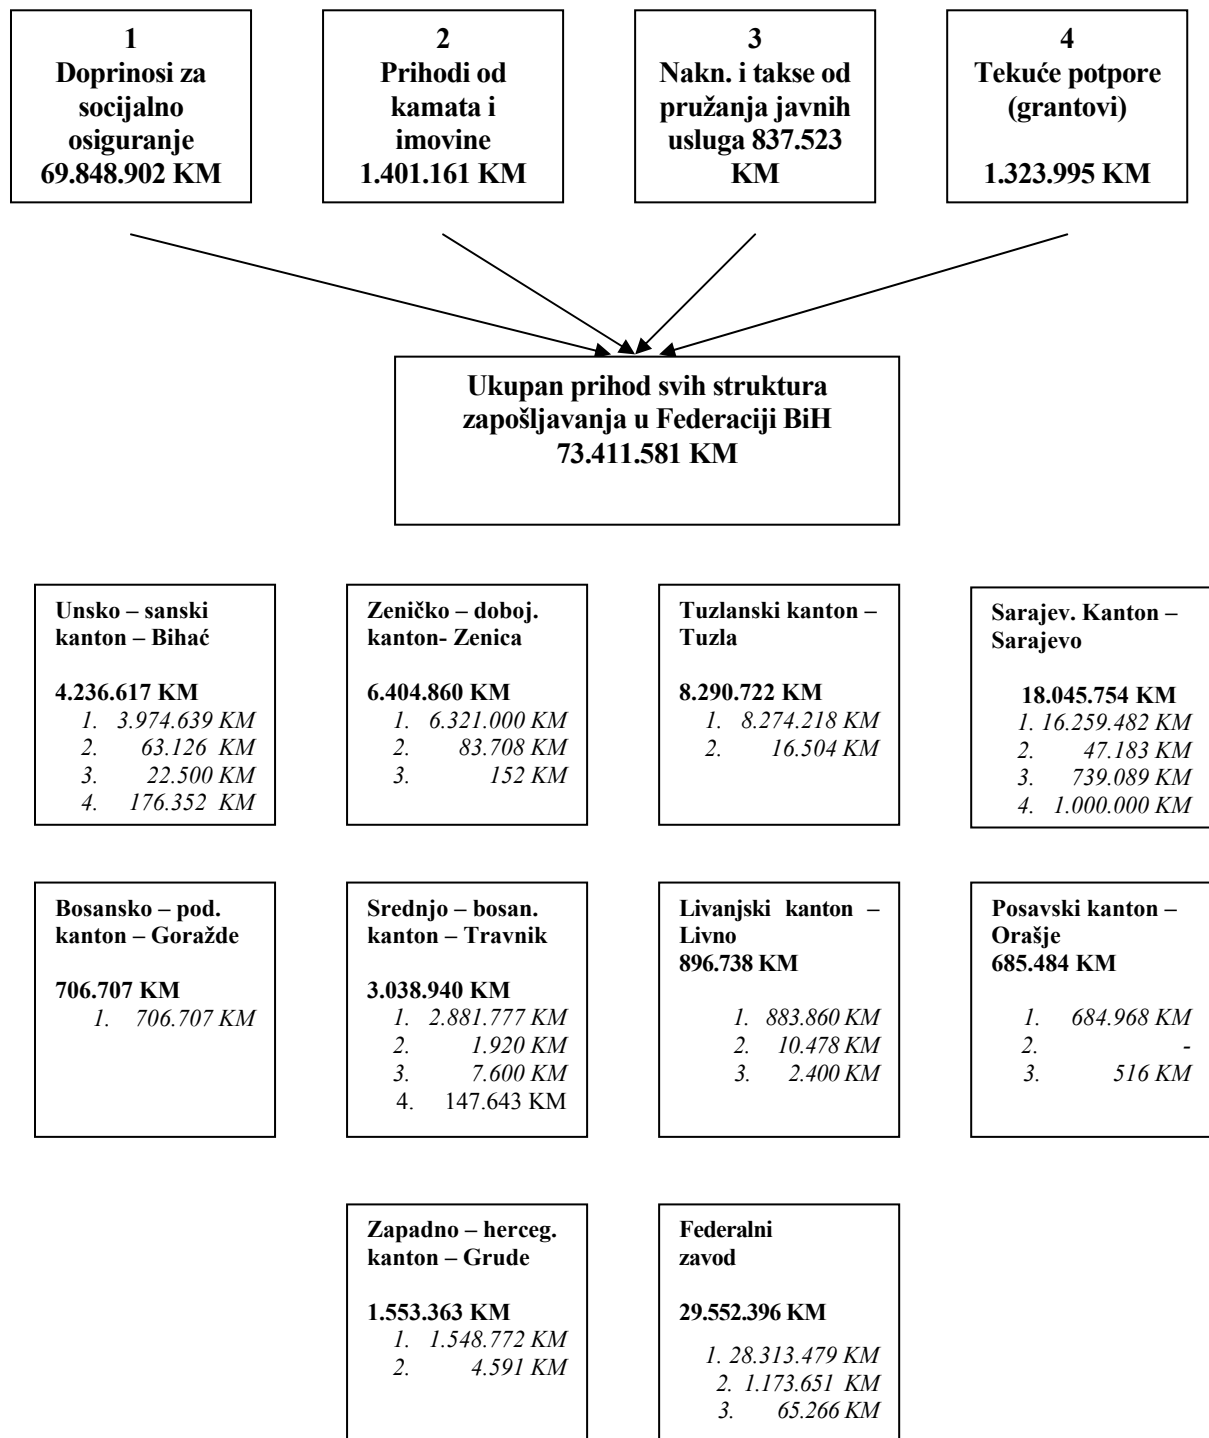 1
Doprinosi za
socijalno
osiguranje
69.848.902 KM
2
Prihodi od
kamata i
imovine
1.401.161 KM
3
Nakn. i takse od
pružanja javnih
usluga 837.523
KM
4
Tekuće potpore
(grantovi)
1.323.995 KM
Ukupan prihod svih struktura
zapošljavanja u Federaciji BiH
73.411.581 KM
Unsko – sanski
kanton – Bihać
4.236.617 KM
1. 3.974.639 KM
2. 63.126 KM
3. 22.500 KM
4. 176.352 KM
Zeničko – doboj.
kanton- Zenica
6.404.860 KM
1. 6.321.000 KM
2. 83.708 KM
3. 152 KM
Tuzlanski kanton –
Tuzla
8.290.722 KM
1. 8.274.218 KM
2. 16.504 KM
Sarajev. Kanton –
Sarajevo
18.045.754 KM
1. 16.259.482 KM
2. 47.183 KM
3. 739.089 KM
4. 1.000.000 KM
Bosansko – pod.
kanton – Goražde
706.707 KM
1. 706.707 KM
Srednjo – bosan.
kanton – Travnik
3.038.940 KM
1. 2.881.777 KM
2. 1.920 KM
3. 7.600 KM
4. 147.643 KM
Livanjski kanton –
Livno
896.738 KM
1. 883.860 KM
2. 10.478 KM
3. 2.400 KM
Posavski kanton –
Orašje
685.484 KM
1. 684.968 KM
2. -
3. 516 KM
Zapadno – herceg.
kanton – Grude
1.553.363 KM
1. 1.548.772 KM
2. 4.591 KM
Federalni
zavod
29.552.396 KM
1. 28.313.479 KM
2. 1.173.651 KM
3. 65.266 KM